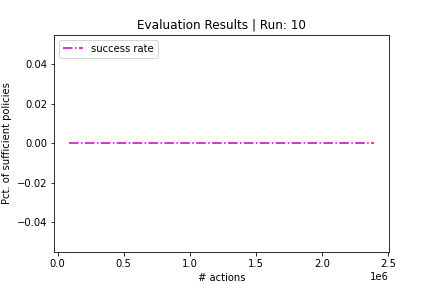 Evaluation Results | Run: 10
success rate
Pct. of sufficient policies
0.04
0.02
0.00
−0.02
−0.04
0.0 0.5 1.0 1.5 2.0 2.5
# actions
1e6